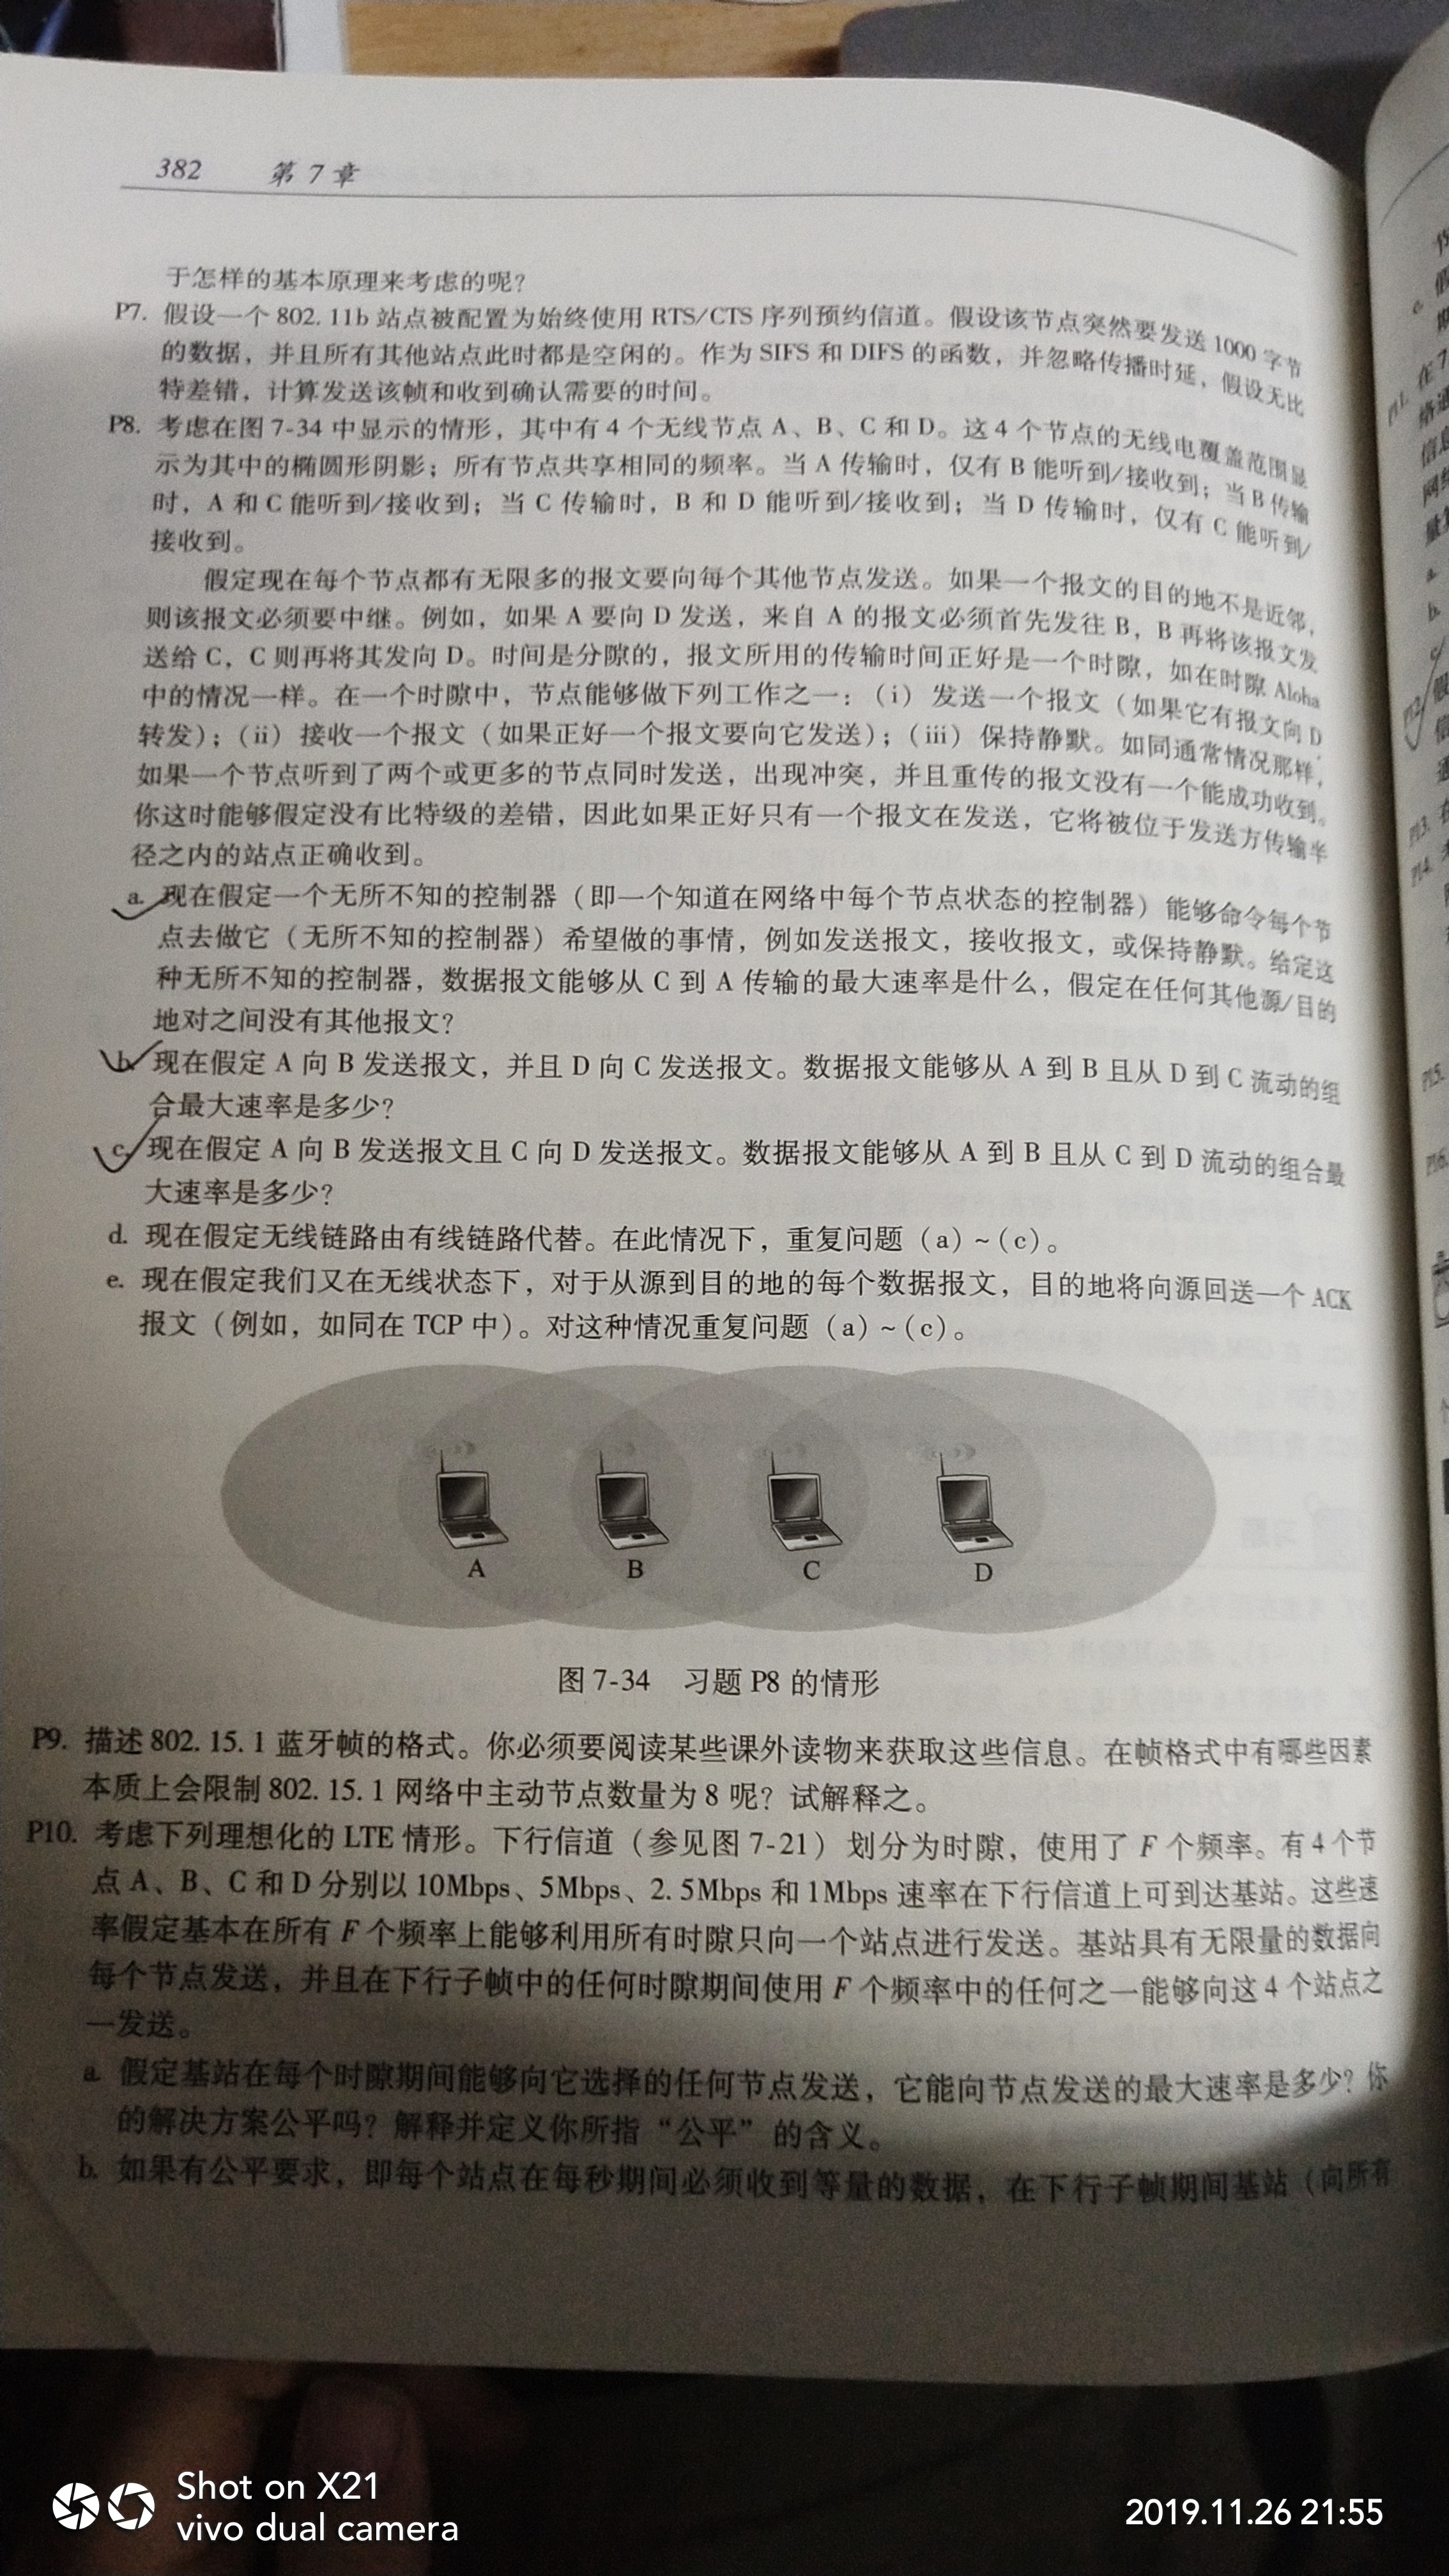 382 第 7 章
于怎样的基本原理来考虑的呢？
P7. 假设一个 802. 11b 站点被配置为始终使用 RTS/CTS 序列预约信道。假设该节点突然要发送 1000 字节
的数据，并且所有其他站点此时都是空闲的。作为 SIFS 和 DIFS 的函数，并忽略传播时延，假设无比
特差错，计算发送该帧和收到确认需要的时间。
P8. 考虑在图 7-34 中显示的情形，其中有 4 个无线节点 A、B、C 和 D。这 4 个节点的无线电覆盖范围显
示为其中的椭圆形阴影；所有节点共享相同的频率。当 A 传输时，仅有 B 能听到/接收到；当 B 传输
时，A 和 C 能听到/接收到；当 C 传输时，B 和 D 能听到/接收到；当 D 传输时，仅有 C 能听到/
接收到。
假定现在每个节点都有无限多的报文要向每个其他节点发送。如果一个报文的目的地不是近邻，
则该报文必须要中继。例如，如果 A 要向 D 发送，来自 A 的报文必须首先发往 B，B 再将该报文发
送给 C，C 则再将其发向 D。时间是分隙的，报文所用的传输时间正好是一个时隙，如在时隙 Aloha
中的情况一样。在一个时隙中，节点能够做下列工作之一：（i）发送一个报文（如果它有报文向 D
转发）；（ii）接收一个报文（如果正好一个报文要向它发送）；（iii）保持静默。如同通常情况那样，
如果一个节点听到了两个或更多的节点同时发送，出现冲突，并且重传的报文没有一个能成功收到。
你这时能够假定没有比特级的差错，因此如果正好只有一个报文在发送，它将被位于发送方传输半
径之内的站点正确收到。
a. 现在假定一个无所不知的控制器（即一个知道在网络中每个节点状态的控制器）能够命令每个节
点去做它（无所不知的控制器）希望做的事情，例如发送报文，接收报文，或保持静默。给定这
种无所不知的控制器，数据报文能够从 C 到 A 传输的最大速率是什么，假定在任何其他源/目的
地对之间没有其他报文？
b. 现在假定 A 向 B 发送报文，并且 D 向 C 发送报文。数据报文能够从 A 到 B 且从 D 到 C 流动的组
合最大速率是多少？
c. 现在假定 A 向 B 发送报文且 C 向 D 发送报文。数据报文能够从 A 到 B 且从 C 到 D 流动的组合最
大速率是多少？
d. 现在假定无线链路由有线链路代替。在此情况下，重复问题（a）~（c）。
e. 现在假定我们又在无线状态下，对于从源到目的地的每个数据报文，目的地将向源回送一个 ACK
报文（例如，如同在 TCP 中）。对这种情况重复问题（a）~（c）。
A B C D
图 7-34 习题 P8 的情形
P9. 描述 802. 15. 1 蓝牙帧的格式。你必须要阅读某些课外读物来获取这些信息。在帧格式中有哪些因素
本质上会限制 802. 15. 1 网络中主动节点数量为 8 呢？试解释之。
P10. 考虑下列理想化的 LTE 情形。下行信道（参见图 7-21）划分为时隙，使用了 F 个频率。有 4 个节
点 A、B、C 和 D 分别以 10Mbps、5Mbps、2. 5Mbps 和 1Mbps 速率在下行信道上可到达基站。这些速
率假定基本在所有 F 个频率上能够利用所有时隙只向一个站点进行发送。基站具有无限量的数据向
每个节点发送，并且在下行子帧中的任何时隙期间使用 F 个频率中的任何之一能够向这 4 个站点之
一发送。
a. 假定基站在每个时隙期间能够向它选择的任何节点发送，它能向节点发送的最大速率是多少？你
的解决方案公平吗？解释并定义你所指“公平”的含义。
b. 如果有公平要求，即每个站点在每秒期间必须收到等量的数据，在下行子帧期间基站（向所有
Shot on X21
vivo dual camera
2019.11.26 21:55